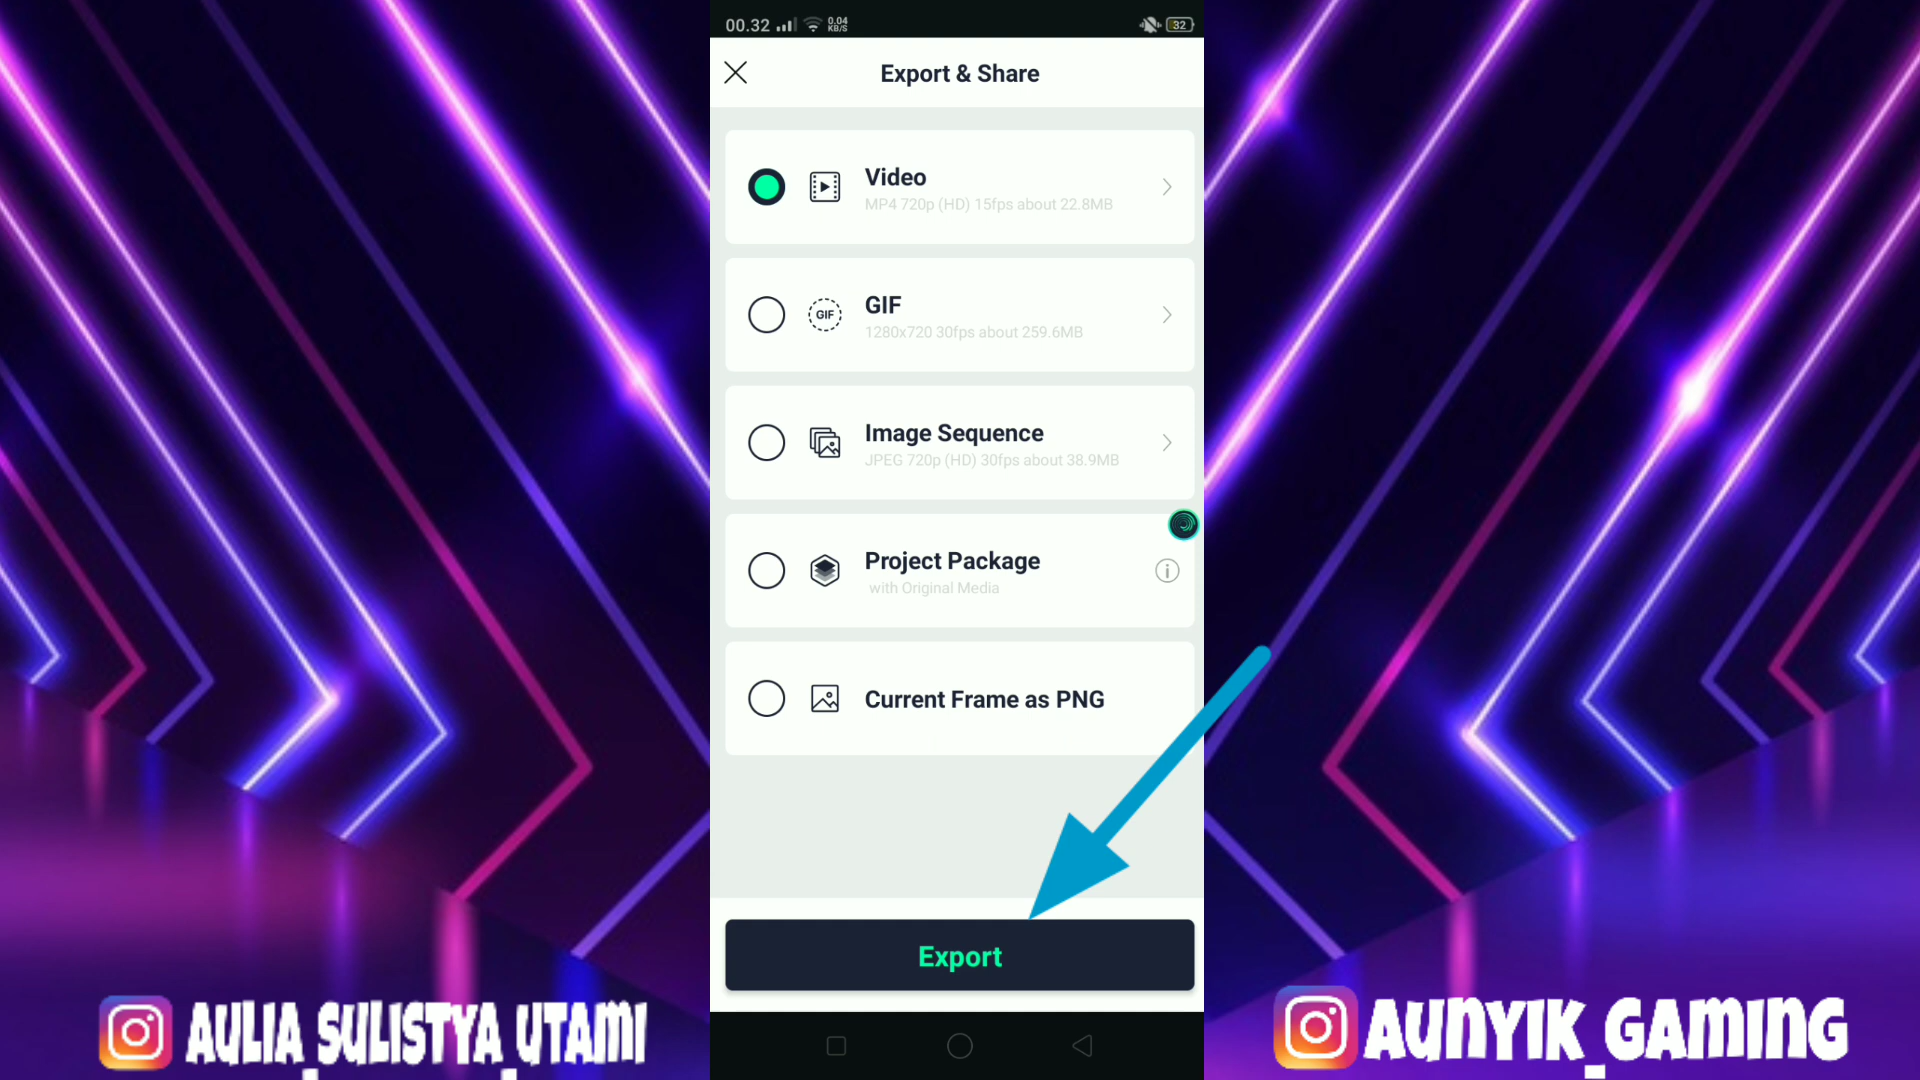 00.32
0.04
KB/S
32
Export & Share
Video
MP4 720p (HD) 15fps about 22.8MB
GIF
GIF
1280x720 30fps about 259.6MB
Image Sequence
JPEG 720p (HD) 30fps about 38.9MB
Project Package
with Original Media
Current Frame as PNG
Export
AULIA SULISTYA UTAMI
AUNYIK_GAMING